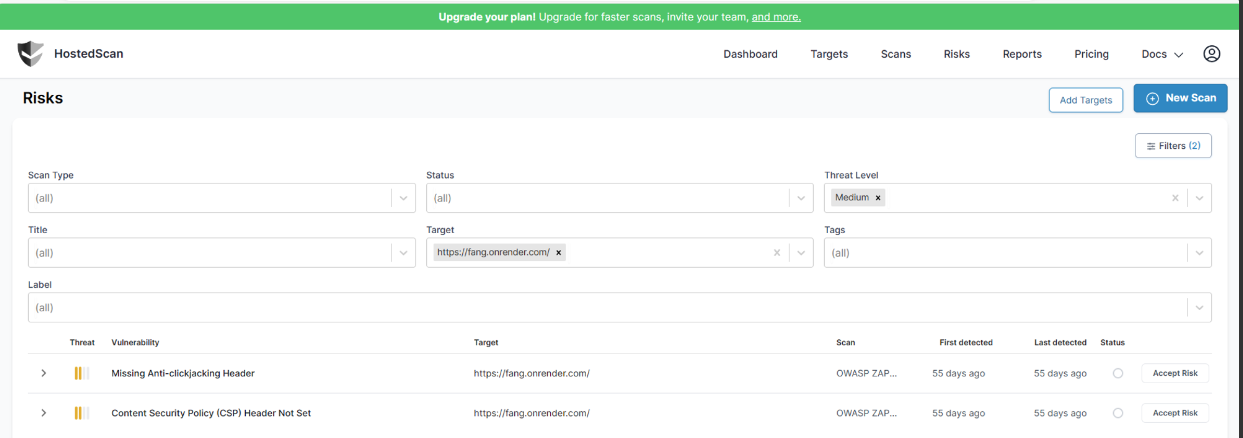 Upgrade your plan! Upgrade for faster scans, invite your team, and more.
HostedScan Dashboard Targets Scans Risks Reports Pricing Docs
Risks Add Targets New Scan
Filters (2)
Scan Type Status Threat Level
(all) (all) Medium x x
Title Target Tags
(all) https://fang.onrender.com/ x x (all)
Label
(all)
Threat Vulnerability Target Scan First detected Last detected Status
Missing Anti-clickjacking Header https://fang.onrender.com/ OWASP ZAP... 55 days ago 55 days ago Accept Risk
Content Security Policy (CSP) Header Not Set https://fang.onrender.com/ OWASP ZAP... 55 days ago 55 days ago Accept Risk